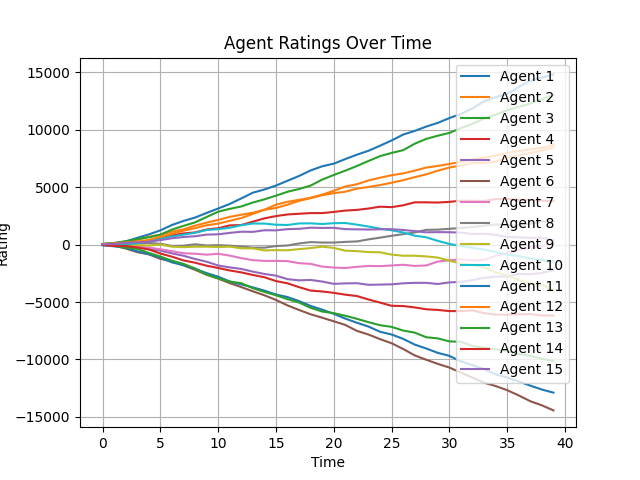 Agent Ratings Over Time
15000
10000
5000
0
−5000
−10000
−15000
Rating
0
5
10
15
20
25
30
35
40
Time
Agent 1
Agent 2
Agent 3
Agent 4
Agent 5
Agent 6
Agent 7
Agent 8
Agent 9
Agent 10
Agent 11
Agent 12
Agent 13
Agent 14
Agent 15